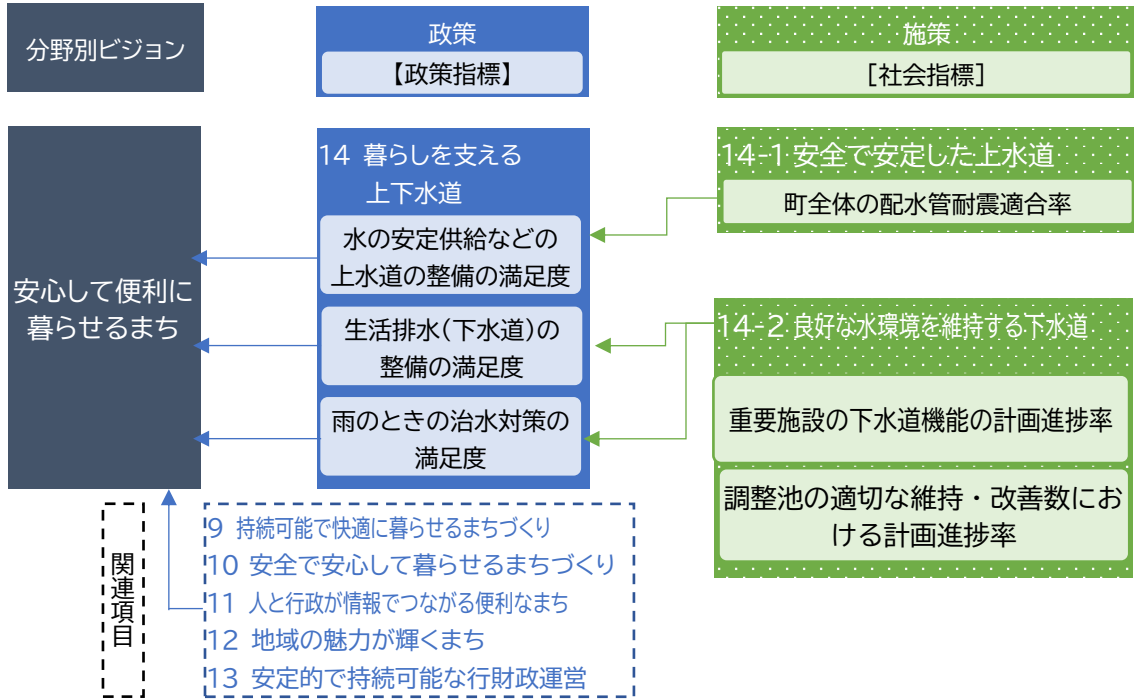 分野別ビジョン
政策
【政策指標】
施策
［社会指標］
安心して便利に
暮らせるまち
14 暮らしを支える
上下水道
水の安定供給などの
上水道の整備の満足度
生活排水(下水道)の
整備の満足度
雨のときの治水対策の
満足度
14-1 安全で安定した上水道
町全体の配水管耐震適合率
14-2 良好な水環境を維持する下水道
重要施設の下水道機能の計画進捗率
調整池の適切な維持・改善数にお
ける計画進捗率
関連項目
9 持続可能で快適に暮らせるまちづくり
10 安全で安心して暮らせるまちづくり
11 人と行政が情報でつながる便利なまち
12 地域の魅力が輝くまち
13 安定的で持続可能な行財政運営